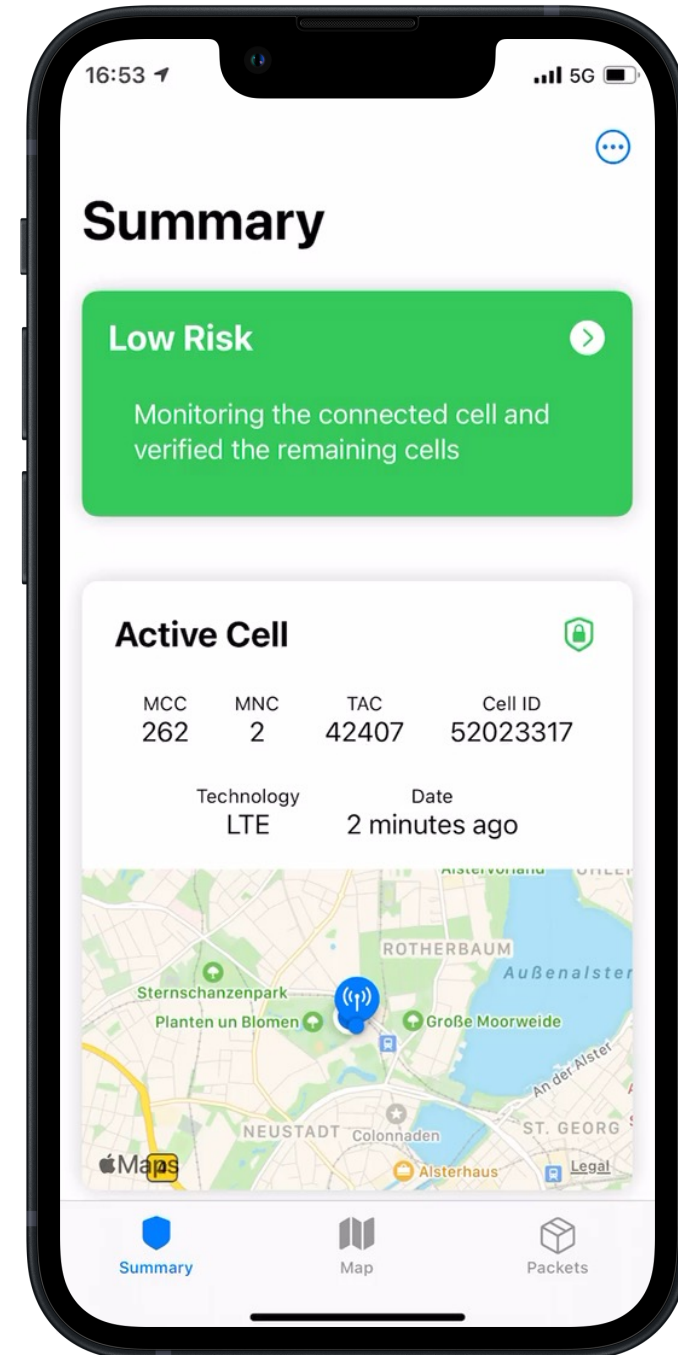 16:53
5G
Summary
Low Risk
Monitoring the connected cell and
verified the remaining cells
Active Cell
MCC MNC TAC Cell ID
262 2 42407 52023317
Technology Date
LTE 2 minutes ago
Alstervorland
ROTHERBAUM
Außenalster
Sternschanzenpark
Planten un Blomen
Große Moorweide
An der Alster
NEUSTADT
Colonnaden
ST. GEORG
Maps
4
Alsterhaus
Legal
Summary Map Packets